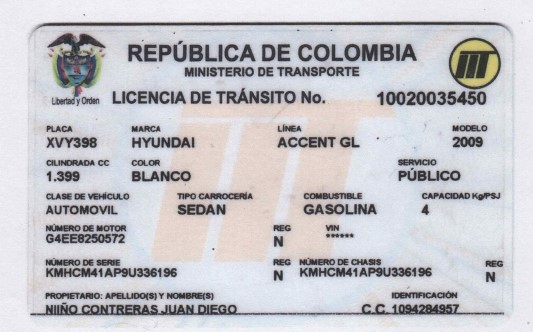 REPÚBLICA DE COLOMBIA
MINISTERIO DE TRANSPORTE
Libertad y Orden
LICENCIA DE TRÁNSITO No. 10020035450
PLACA MARCA LÍNEA MODELO
XVY398 HYUNDAI ACCENT GL 2009
CILINDRADA CC COLOR SERVICIO
1.399 BLANCO PÚBLICO
CLASE DE VEHÍCULO TIPO CARROCERÍA COMBUSTIBLE CAPACIDAD Kg/PSJ
AUTOMOVIL SEDAN GASOLINA 4
NÚMERO DE MOTOR REG VIN
G4EE8250572 N ******
NÚMERO DE SERIE REG NÚMERO DE CHASIS REG
KMHCM41AP9U336196 N KMHCM41AP9U336196 N
PROPIETARIO: APELLIDO(S) Y NOMBRE(S) IDENTIFICACIÓN
NIIÑO CONTRERAS JUAN DIEGO C.C. 1094284957